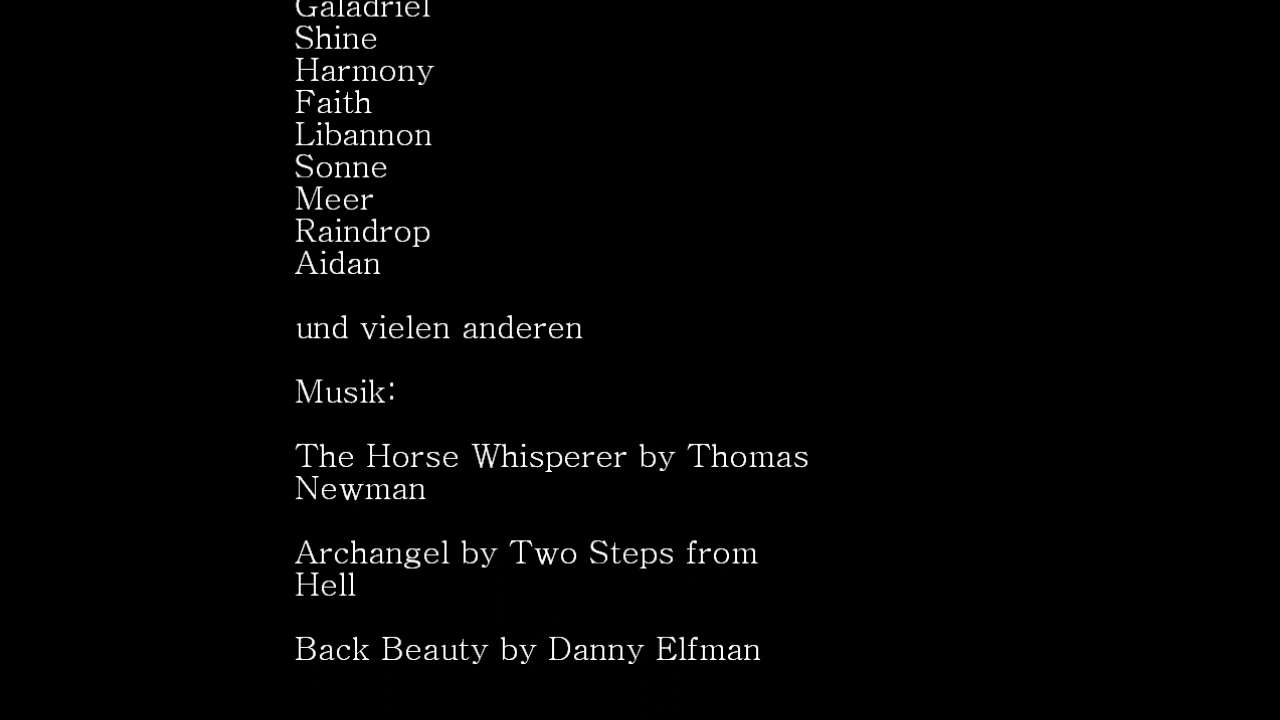 Galadriel
Shine
Harmony
Faith
Libannon
Sonne
Meer
Raindrop
Aidan
und vielen anderen
Musik:
The Horse Whisperer by Thomas
Newman
Archangel by Two Steps from
Hell
Back Beauty by Danny Elfman